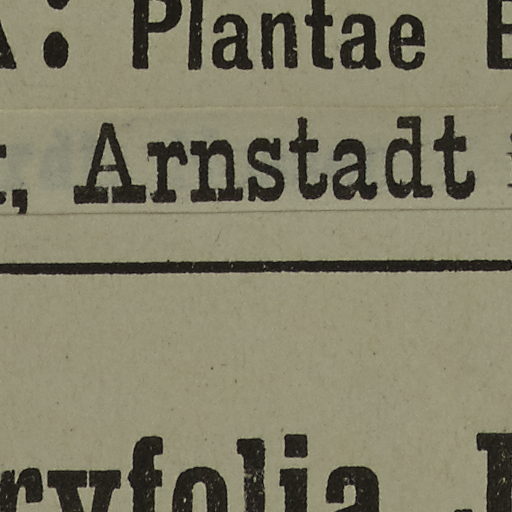 : Plantae
, Arnstadt
ryfolia